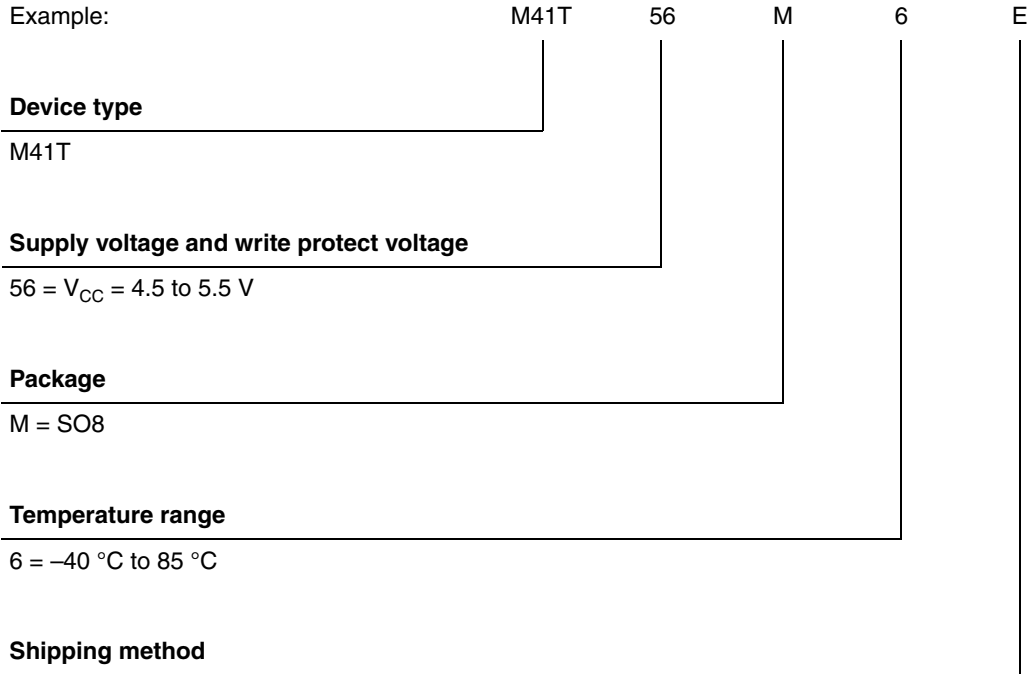 Example: M41T 56 M 6 E
Device type
M41T
Supply voltage and write protect voltage
56 = VCC = 4.5 to 5.5 V
Package
M = SO8
Temperature range
6 = –40 °C to 85 °C
Shipping method